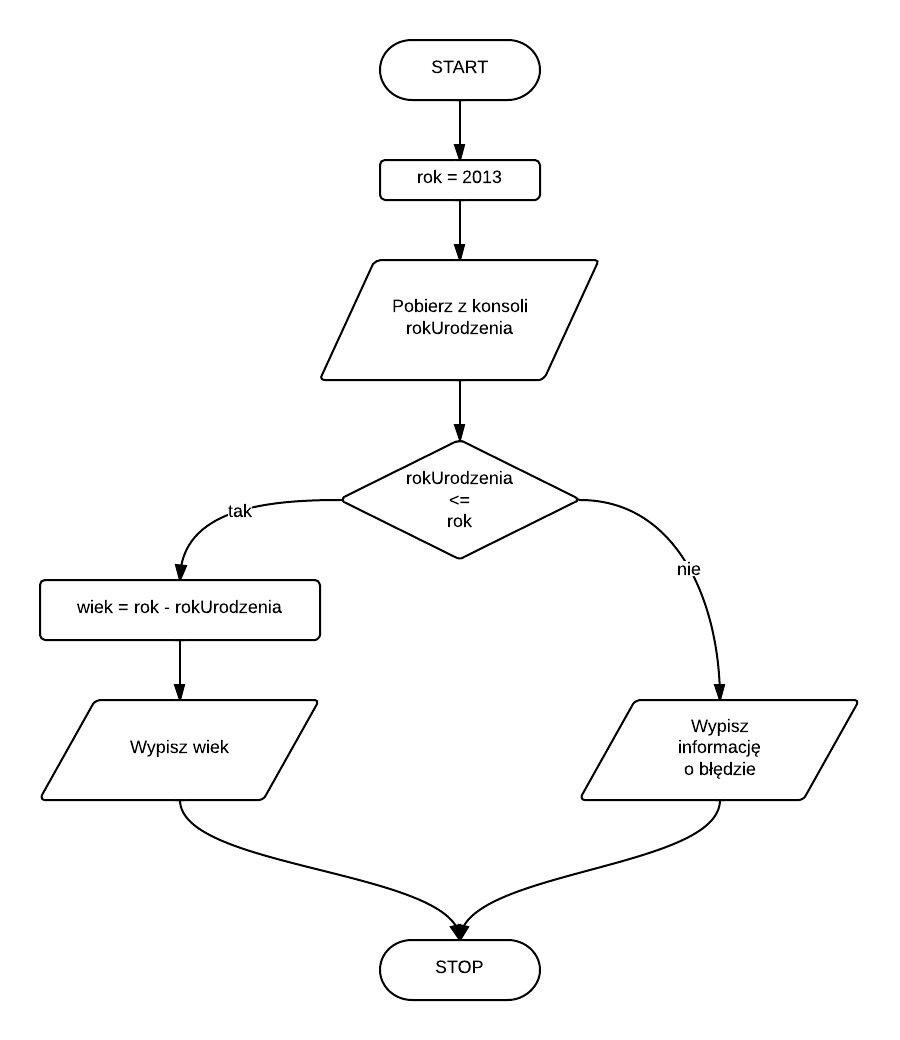 START
rok = 2013
Pobierz z konsoli
rokUrodzenia
rokUrodzenia
<=
rok
tak
nie
wiek = rok - rokUrodzenia
Wypisz wiek
Wypisz
informację
o błędzie
STOP